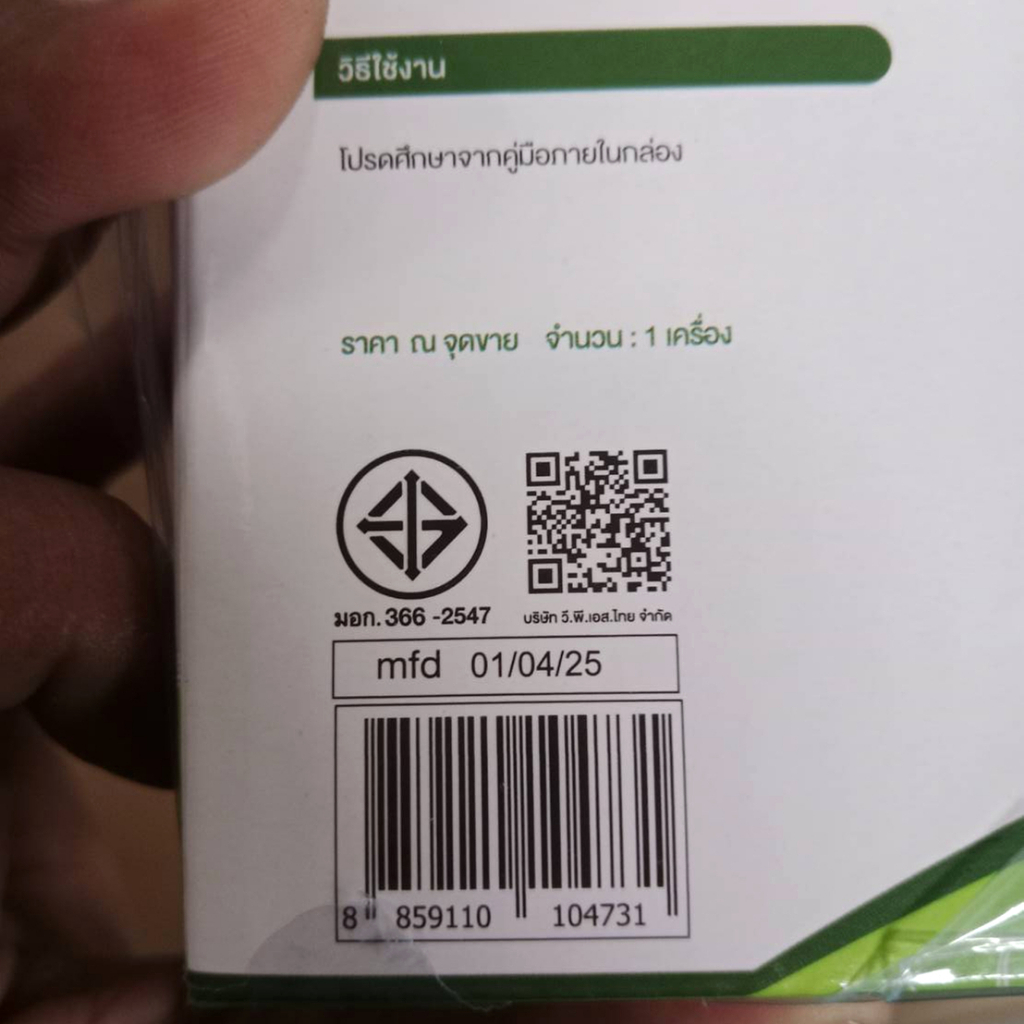 วิธีใช้งาน
โปรดศึกษาจากคู่มือภายในกล่อง
ราคา ณ จุดขาย จำนวน : 1 เครื่อง
มอก. 366 -2547
บริษัท วี.พี.เอส.ไทย จำกัด
mfd 01/04/25
8 859110 104731